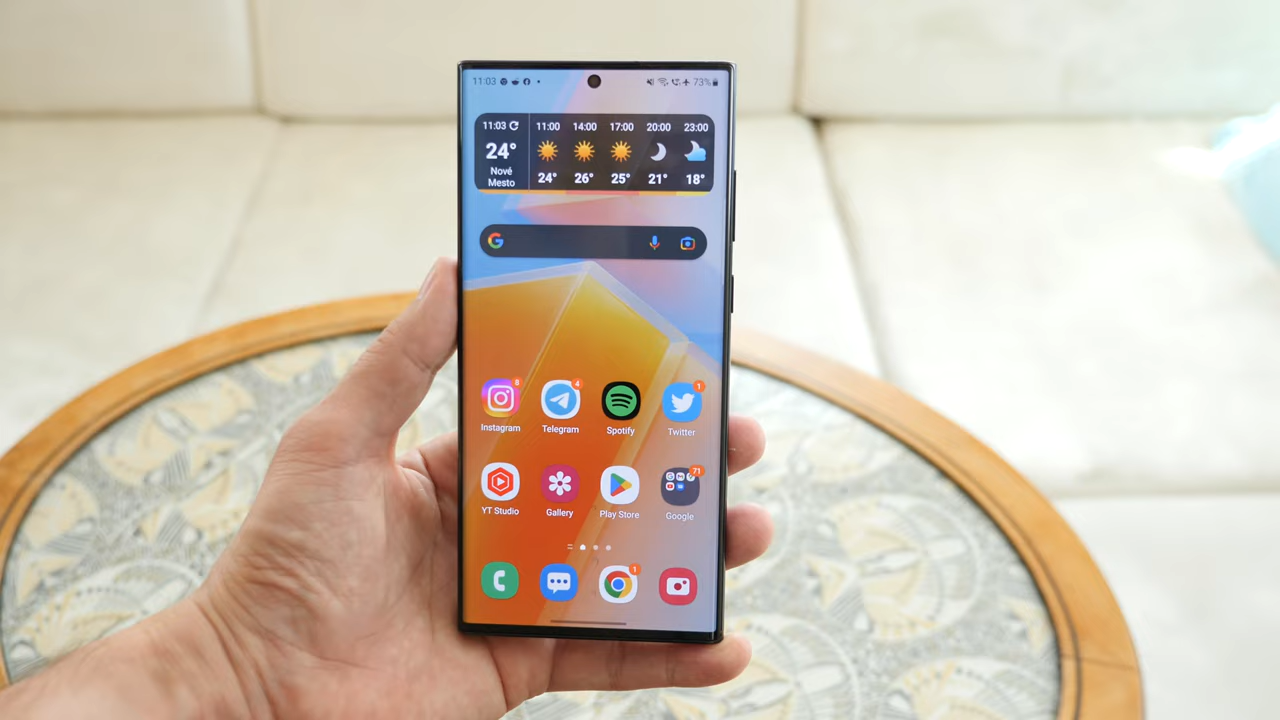 11:03 73%
11:03 11:00 14:00 17:00 20:00 23:00
24°
Nové
Mesto
24° 26° 25° 21° 18°
G
8 4 1
Instagram Telegram Spotify Twitter
71
YT Studio Gallery Play Store Google
1